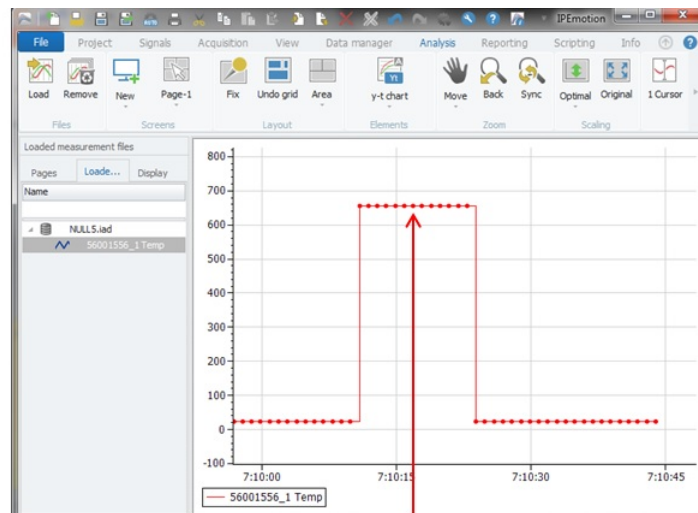 IPEmotion
File Project Signals Acquisition View Data manager Analysis Reporting Scripting Info
Load Remove New Page-1 Fix Undo grid Area y-t chart Move Back Sync Optimal Original 1 Cursor
Files Screens Layout Elements Zoom Scaling
Loaded measurement files
Pages Loade... Display
Name
NULL5.iad
56001556_1 Temp
800
700
600
500
400
300
200
100
0
-100
7:10:00 7:10:15 7:10:30 7:10:45
56001556_1 Temp